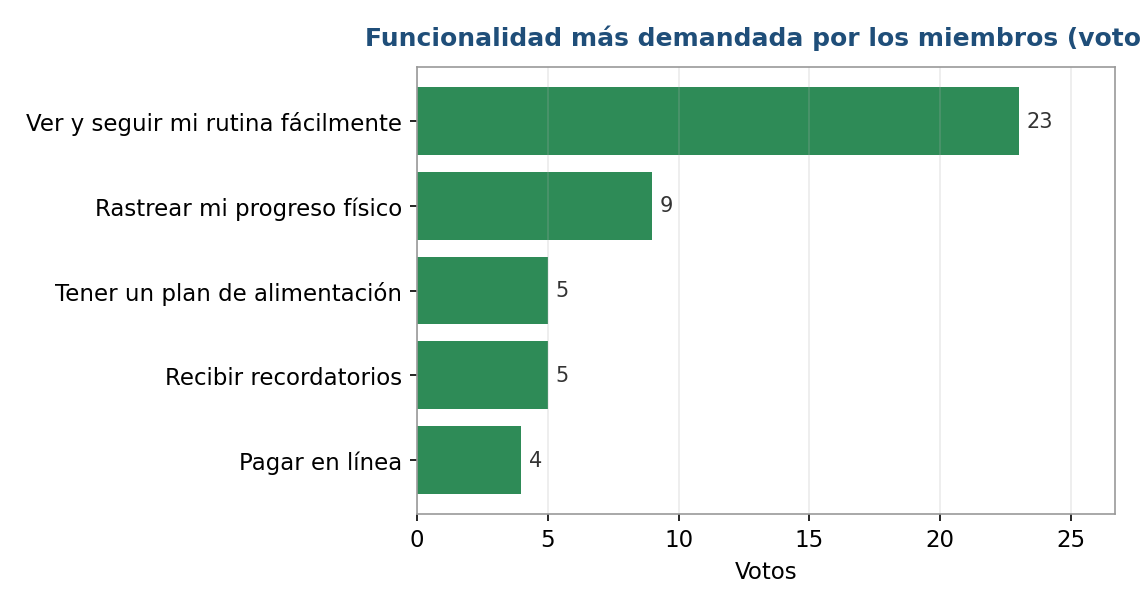 Funcionalidad más demandada por los miembros (voto
Ver y seguir mi rutina fácilmente
23
Rastrear mi progreso físico
9
Tener un plan de alimentación
5
Recibir recordatorios
5
Pagar en línea
4
0 5 10 15 20 25
Votos